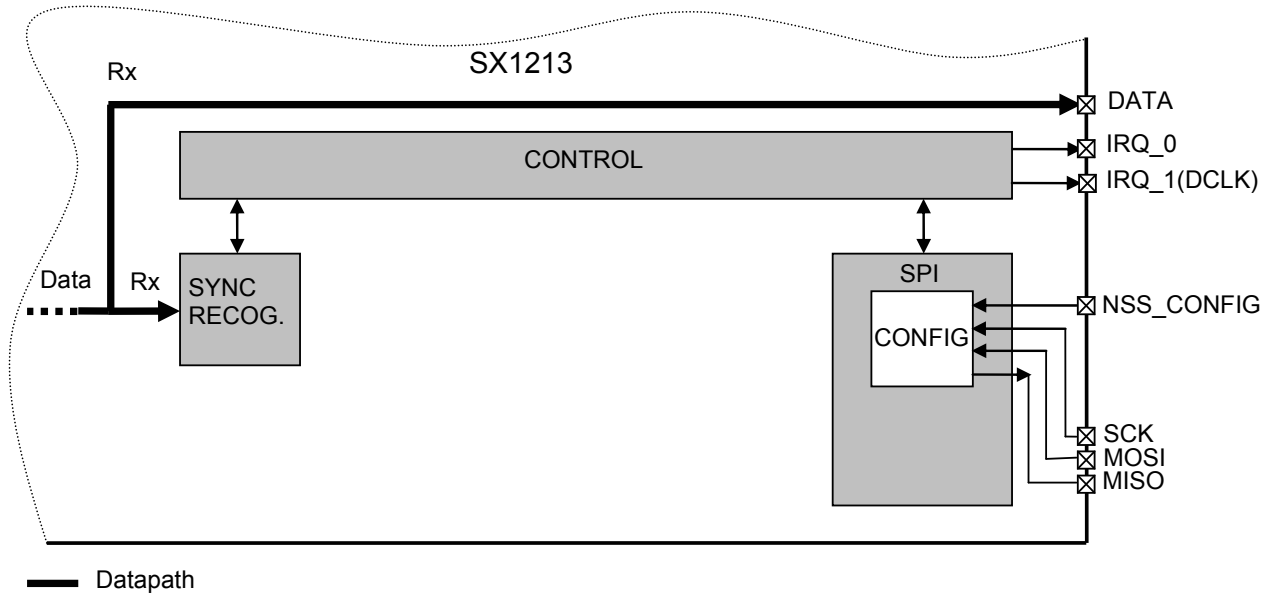 SX1213
Rx
DATA
IRQ_0
CONTROL
IRQ_1(DCLK)
Data
Rx
SYNC
RECOG.
SPI
NSS_CONFIG
CONFIG
SCK
MOSI
MISO
Datapath